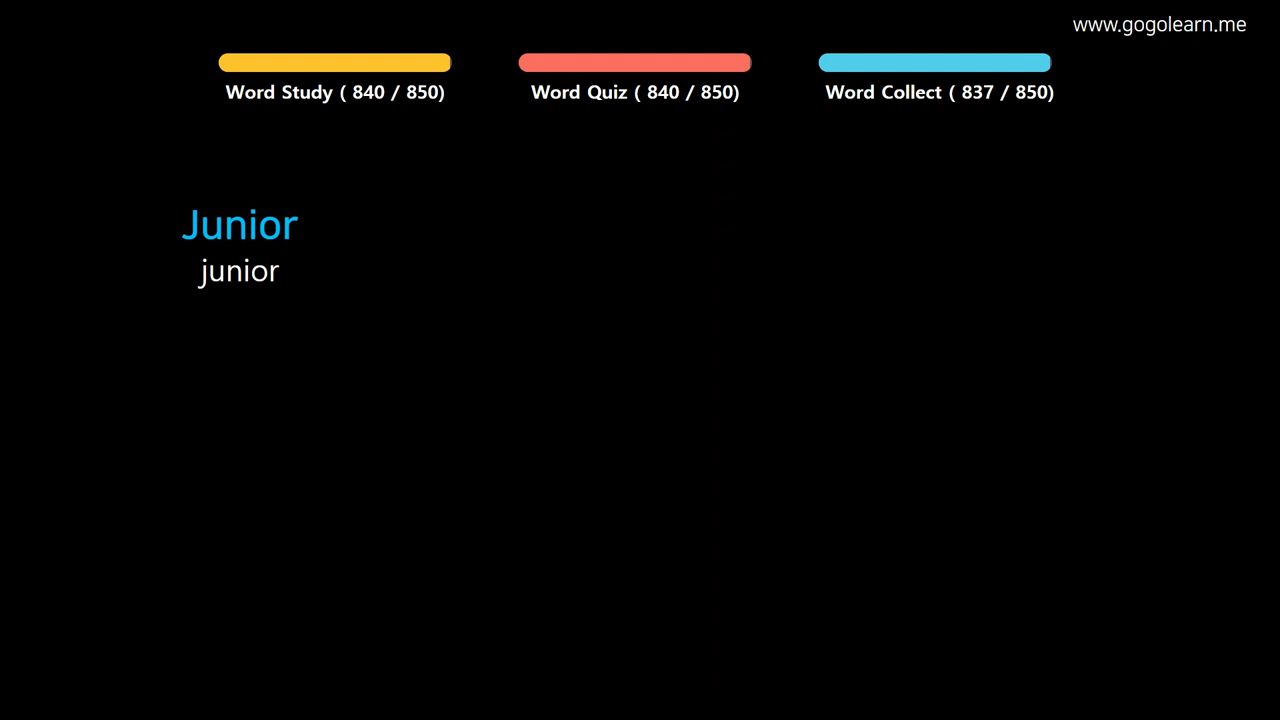 www.gogolearn.me
Word Study ( 840 / 850)
Word Quiz ( 840 / 850)
Word Collect ( 837 / 850)
Junior
junior